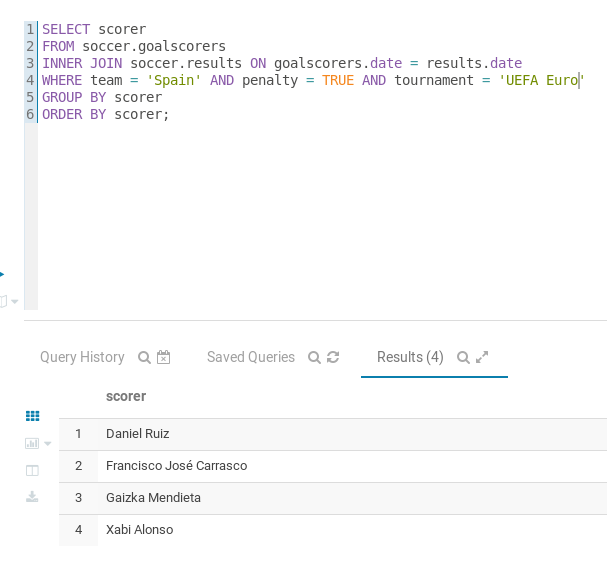 1 SELECT scorer
2 FROM soccer.goalscorers
3 INNER JOIN soccer.results ON goalscorers.date = results.date
4 WHERE team = 'Spain' AND penalty = TRUE AND tournament = 'UEFA Euro'
5 GROUP BY scorer
6 ORDER BY scorer;
Query History Saved Queries Results (4)
scorer
1 Daniel Ruiz
2 Francisco José Carrasco
3 Gaizka Mendieta
4 Xabi Alonso